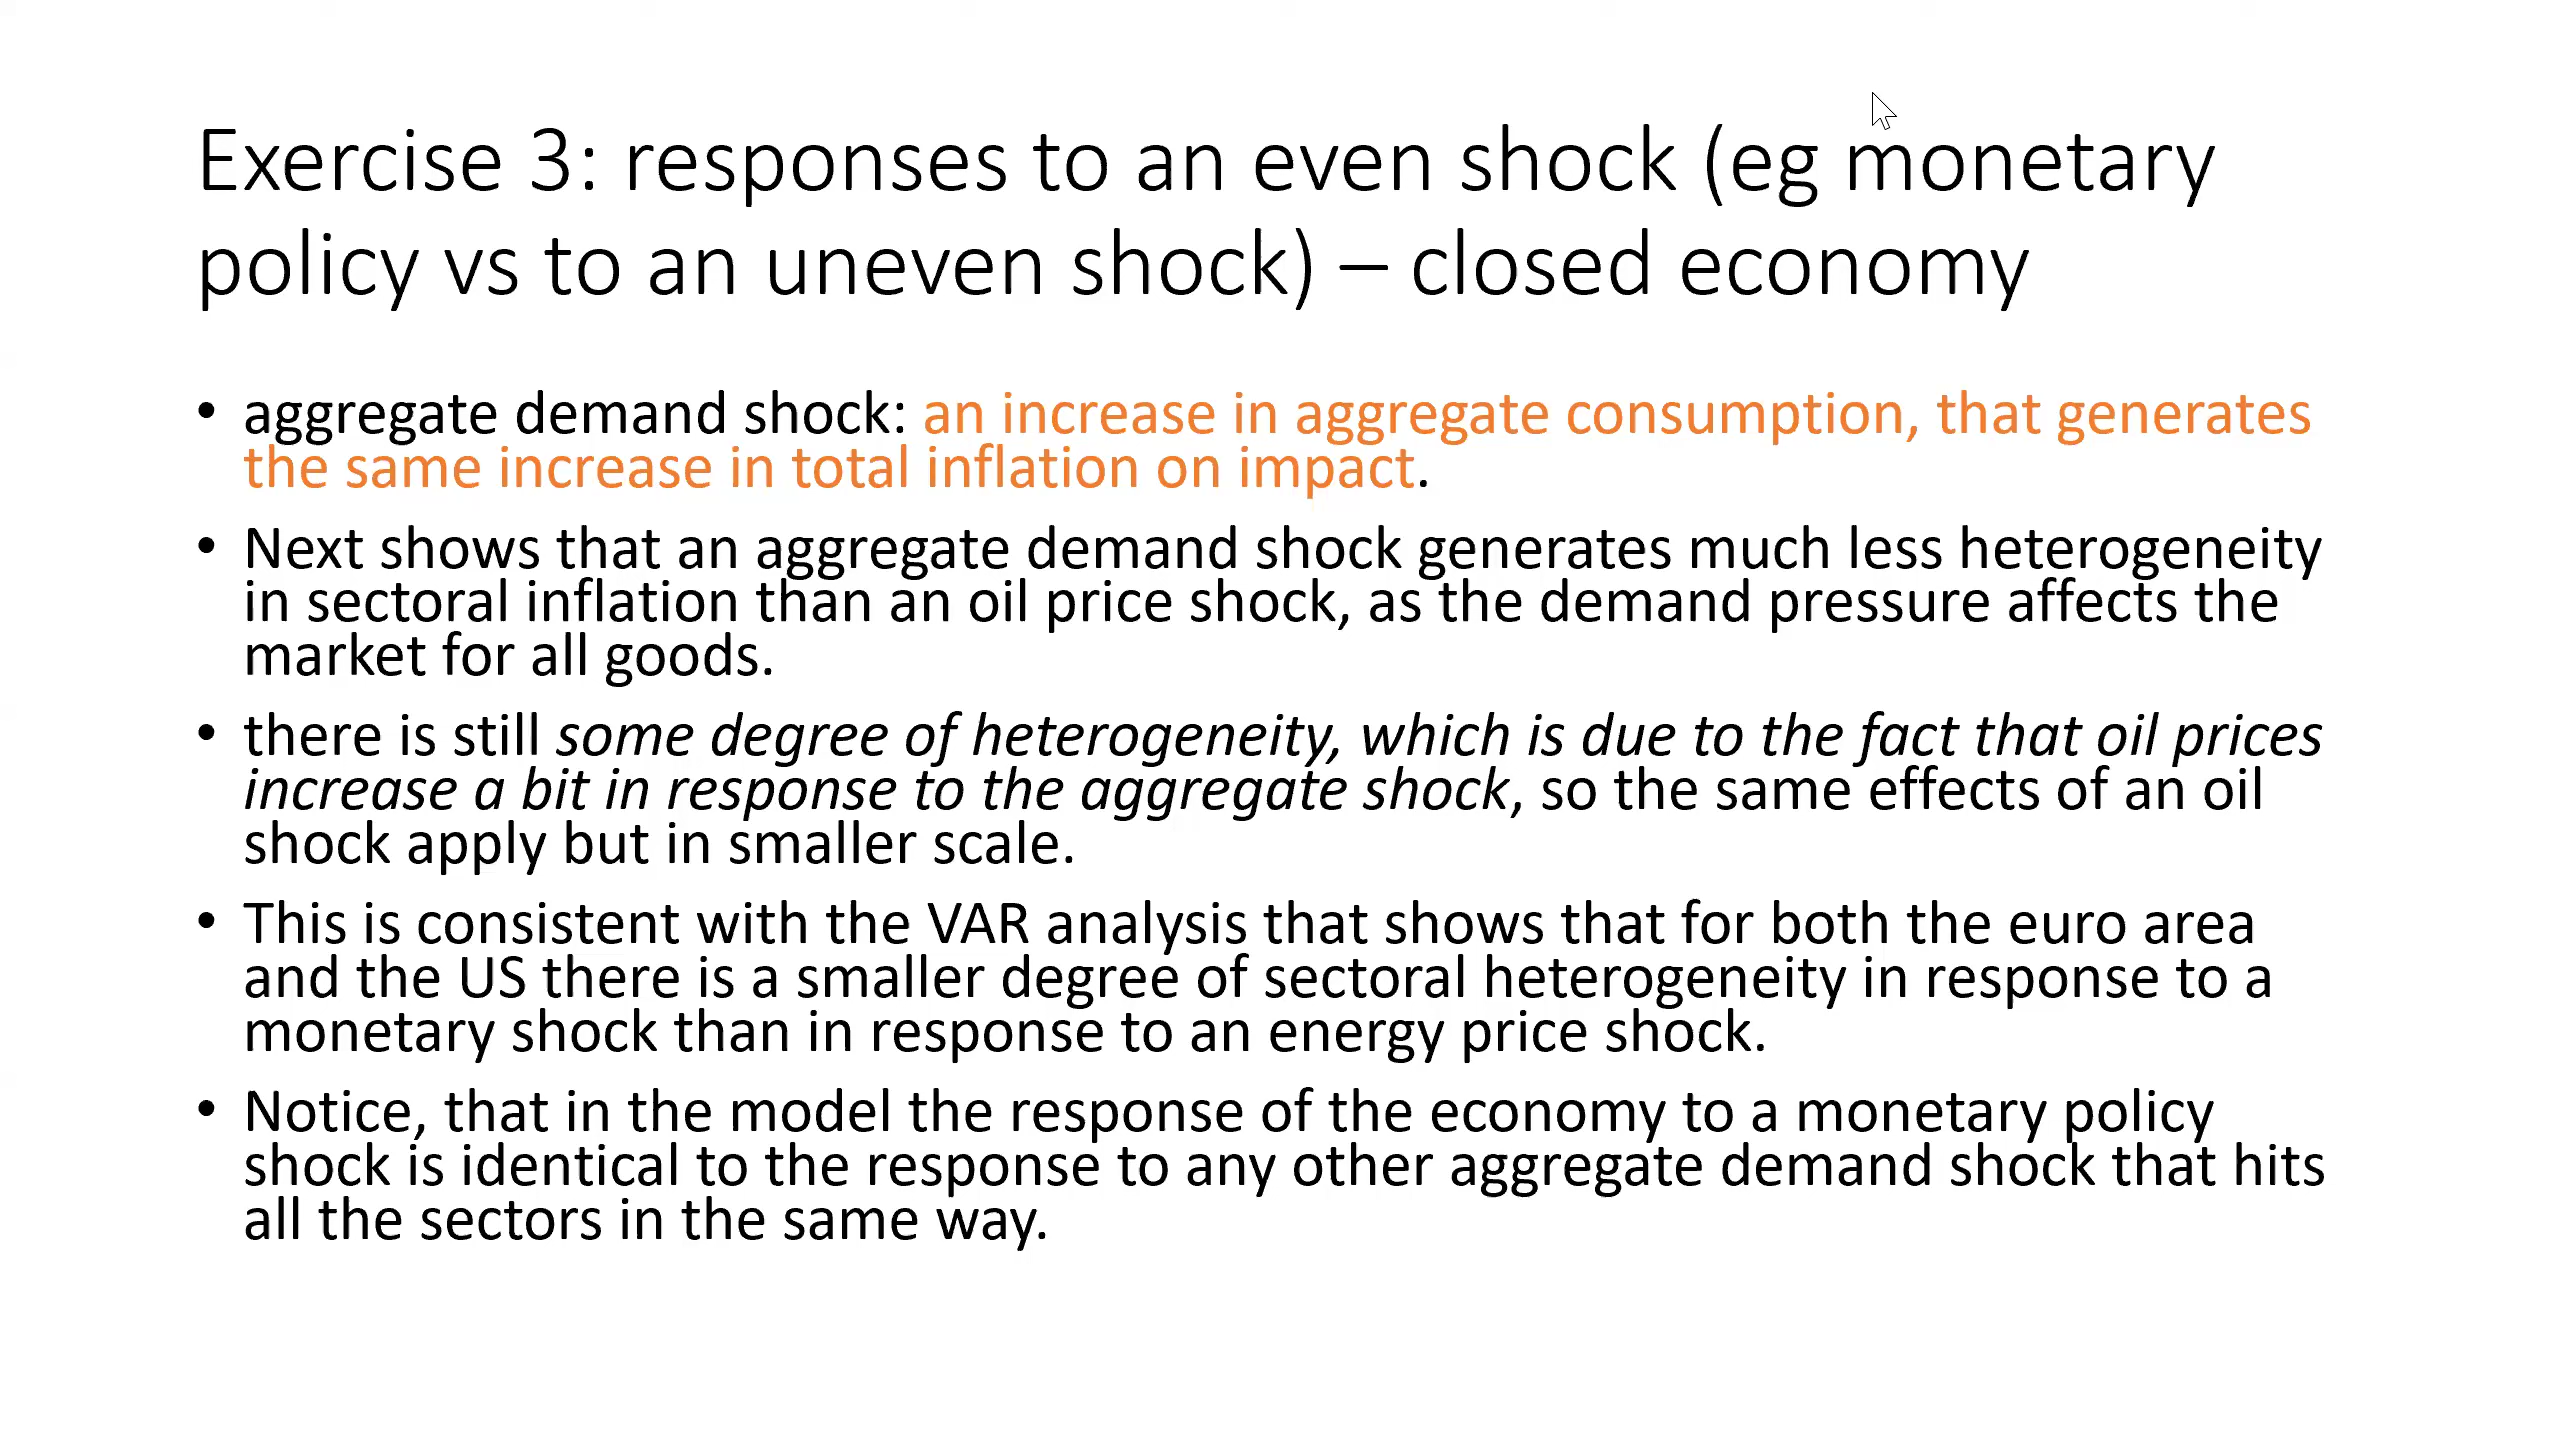 Exercise 3: responses to an even shock (eg monetary
policy vs to an uneven shock) – closed economy
• aggregate demand shock: an increase in aggregate consumption, that generates
the same increase in total inflation on impact.
• Next shows that an aggregate demand shock generates much less heterogeneity
in sectoral inflation than an oil price shock, as the demand pressure affects the
market for all goods.
• there is still some degree of heterogeneity, which is due to the fact that oil prices
increase a bit in response to the aggregate shock, so the same effects of an oil
shock apply but in smaller scale.
• This is consistent with the VAR analysis that shows that for both the euro area
and the US there is a smaller degree of sectoral heterogeneity in response to a
monetary shock than in response to an energy price shock.
• Notice, that in the model the response of the economy to a monetary policy
shock is identical to the response to any other aggregate demand shock that hits
all the sectors in the same way.